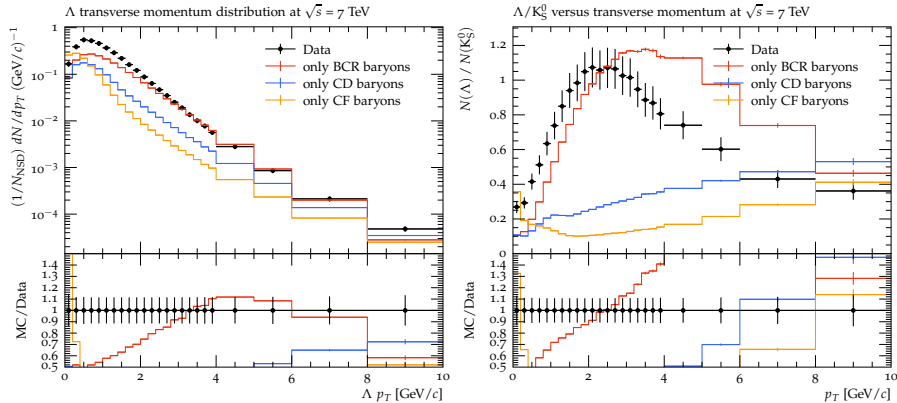 Λ transverse momentum distribution at √s = 7 TeV
(1/N_NSD) dN/dp_T (GeV/c)^−1
1
10^−1
10^−2
10^−3
10^−4
Data
only BCR baryons
only CD baryons
only CF baryons
MC/Data
1.4
1.3
1.2
1.1
1
0.9
0.8
0.7
0.6
0.5
0 2 4 6 8 10
Λ p_T [GeV/c]
Λ/K^0_S versus transverse momentum at √s = 7 TeV
N(Λ) / N(K^0_S)
1.2
1.0
0.8
0.6
0.4
0.2
0
Data
only BCR baryons
only CD baryons
only CF baryons
MC/Data
1.4
1.3
1.2
1.1
1
0.9
0.8
0.7
0.6
0.5
0 2 4 6 8 10
p_T [GeV/c]